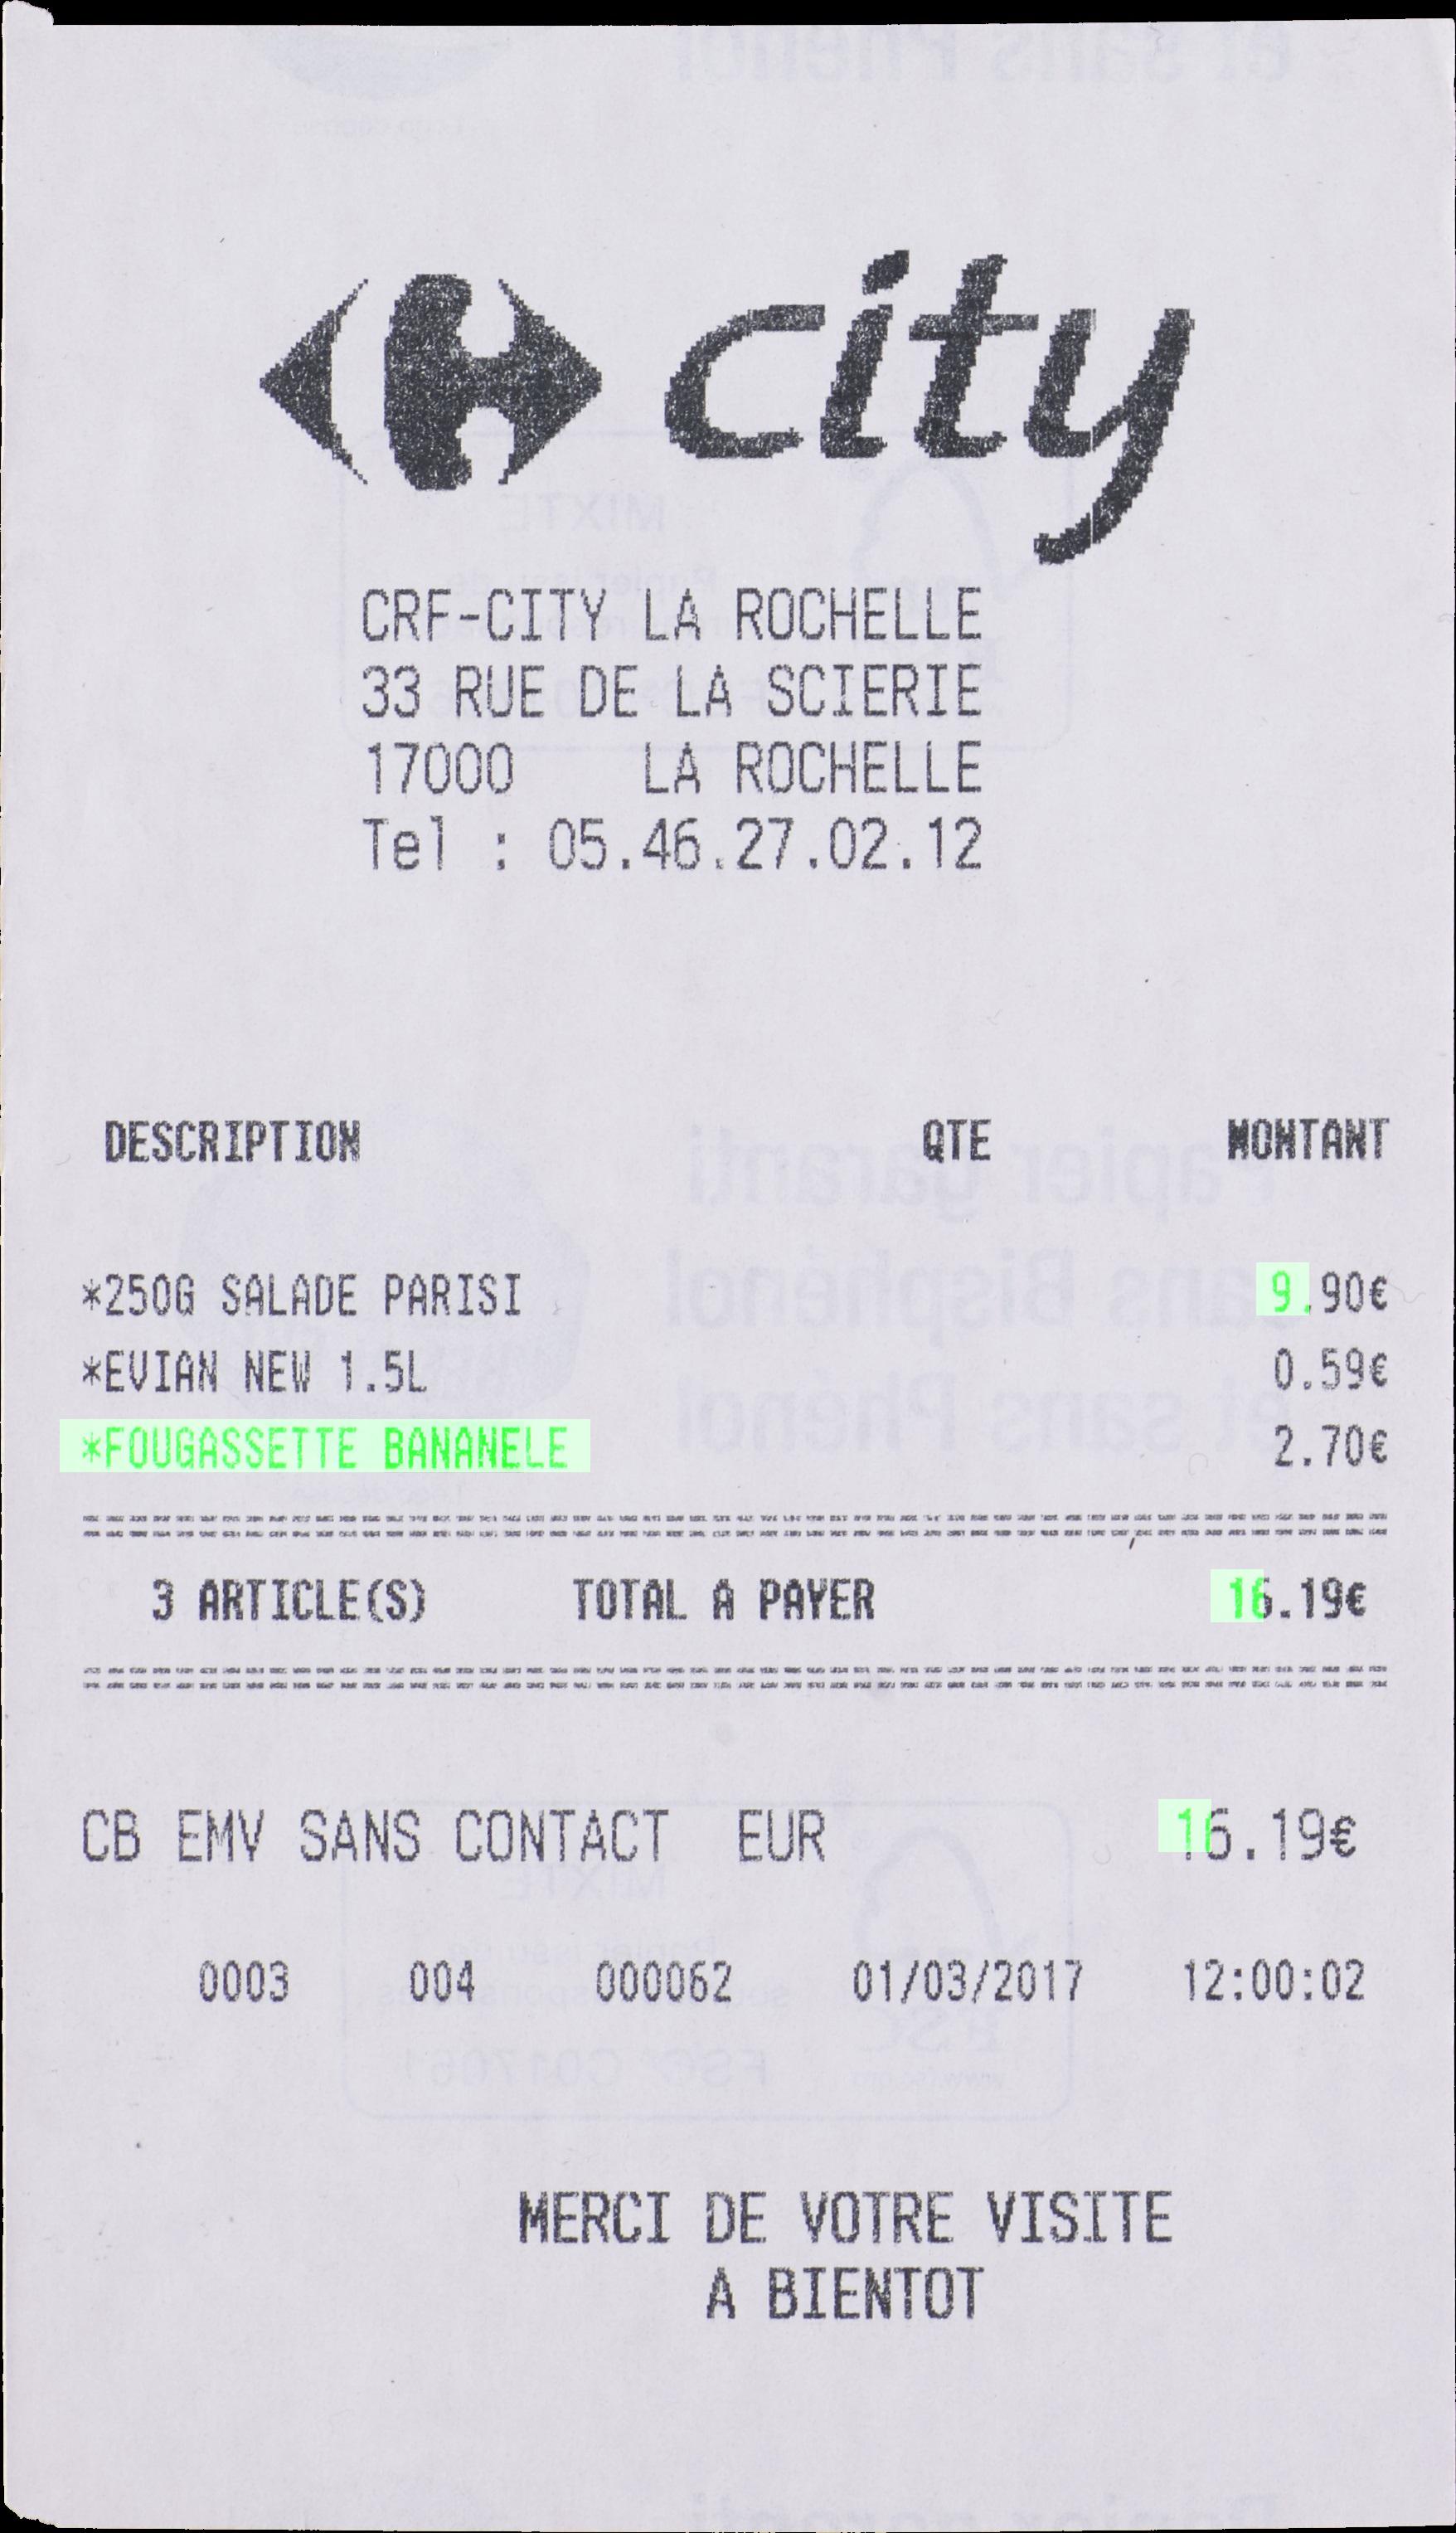 city
CRF-CITY LA ROCHELLE
33 RUE DE LA SCIERIE
17000 LA ROCHELLE
Tel : 05.46.27.02.12
DESCRIPTION QTE MONTANT
*250G SALADE PARISI 9.90€
*EVIAN NEW 1.5L 0.59€
*FOUGASSETTE BANANELE 2.70€
3 ARTICLE(S) TOTAL A PAYER 16.19€
CB EMV SANS CONTACT EUR 16.19€
0003 004 000062 01/03/2017 12:00:02
MERCI DE VOTRE VISITE
A BIENTOT